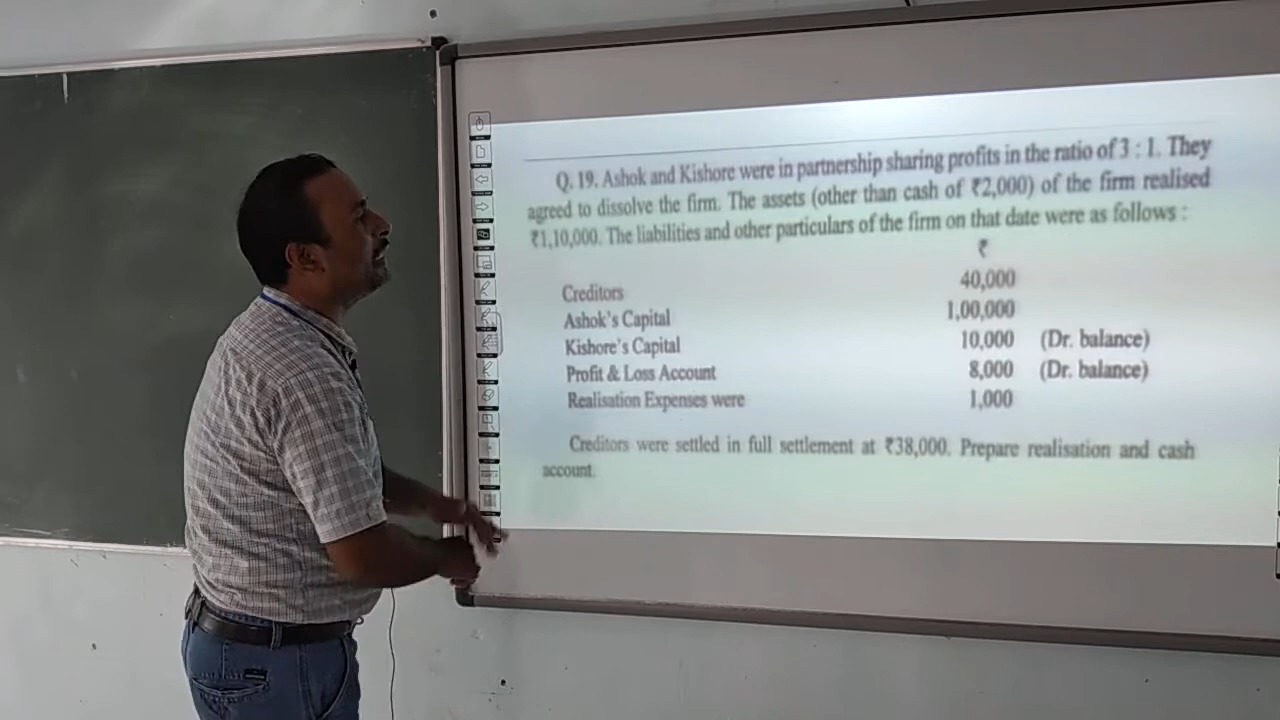 Q. 19. Ashok and Kishore were in partnership sharing profits in the ratio of 3 : 1. They
agreed to dissolve the firm. The assets (other than cash of ₹2,000) of the firm realised
₹1,10,000. The liabilities and other particulars of the firm on that date were as follows :
₹
Creditors 40,000
Ashok's Capital 1,00,000
Kishore's Capital 10,000 (Dr. balance)
Profit & Loss Account 8,000 (Dr. balance)
Realisation Expenses were 1,000
Creditors were settled in full settlement at ₹38,000. Prepare realisation and cash
account.